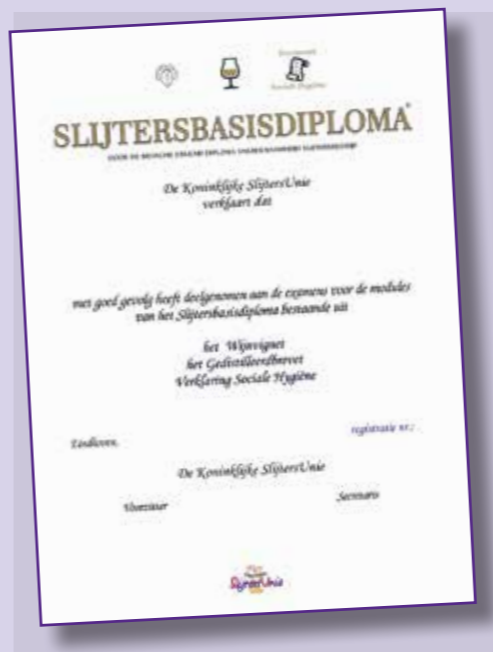 SLIJTERSBASISDIPLOMA
De Koninklijke SlijtersUnie
verklaart dat
met goed gevolg heeft deelgenomen aan de examens voor de modules
van het Slijtersbasisdiploma bestaande uit
het Wijnvignet
het Gedistilleerdbrevet
Verklaring Sociale Hygiëne
registratie nr.:
Eindhoven,
De Koninklijke SlijtersUnie
Voorzitter
Secretaris
SlijtersUnie